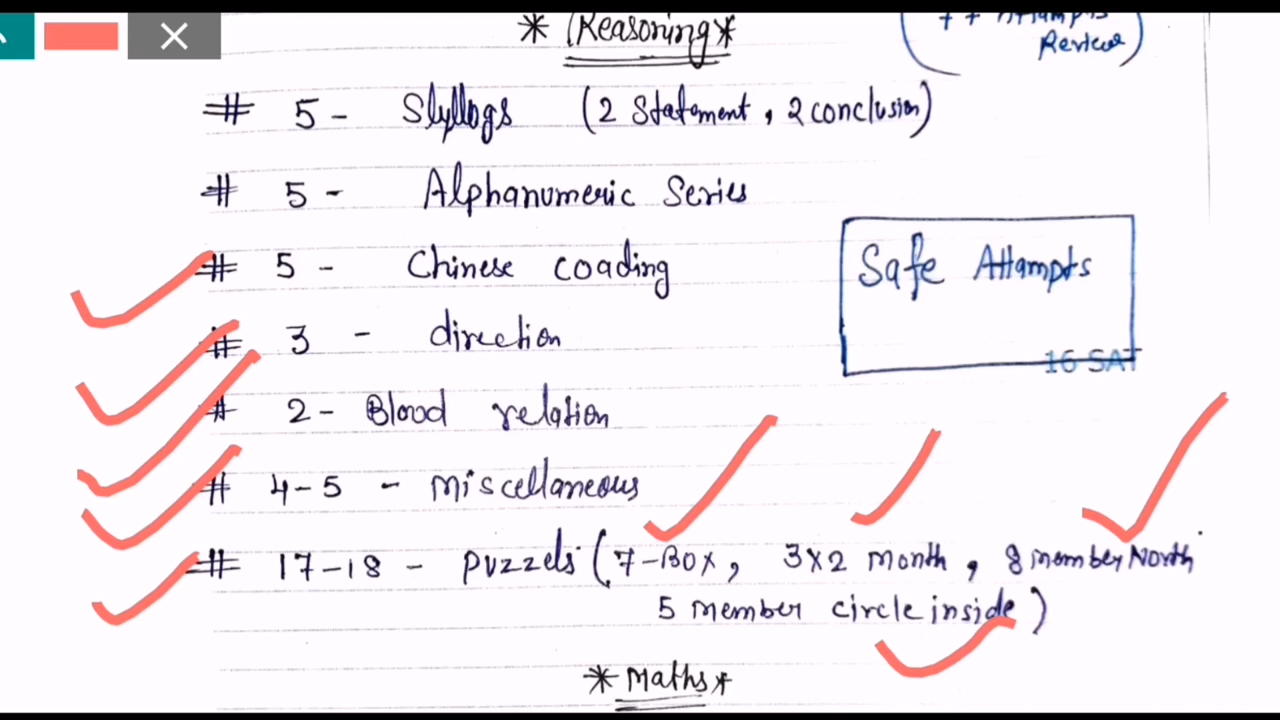 * Reasoning *
++ Attampts
Review)
# 5 - Slyllogs (2 Statement, 2 conclusion)
# 5 - Alphanumeric Series
# 5 - Chinese coading
Safe Attampts
# 3 - direction
16 SAT
# 2 - Blood relation
# 4-5 - miscellaneous
# 17-18 - puzzels (7-Box, 3x2 month, 8 member North
5 member circle inside)
* Maths *